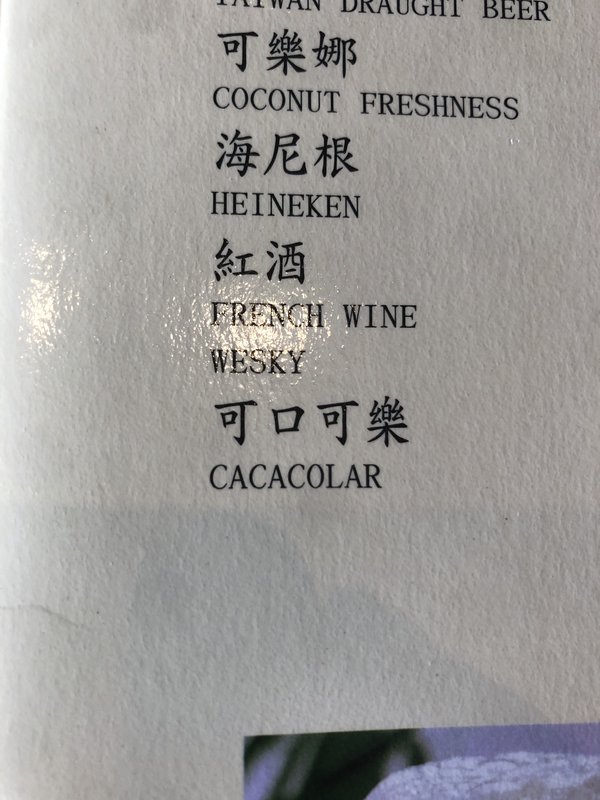 TAIWAN DRAUGHT BEER
可樂娜
COCONUT FRESHNESS
海尼根
HEINEKEN
紅酒
FRENCH WINE
WESKY
可口可樂
CACACOLAR